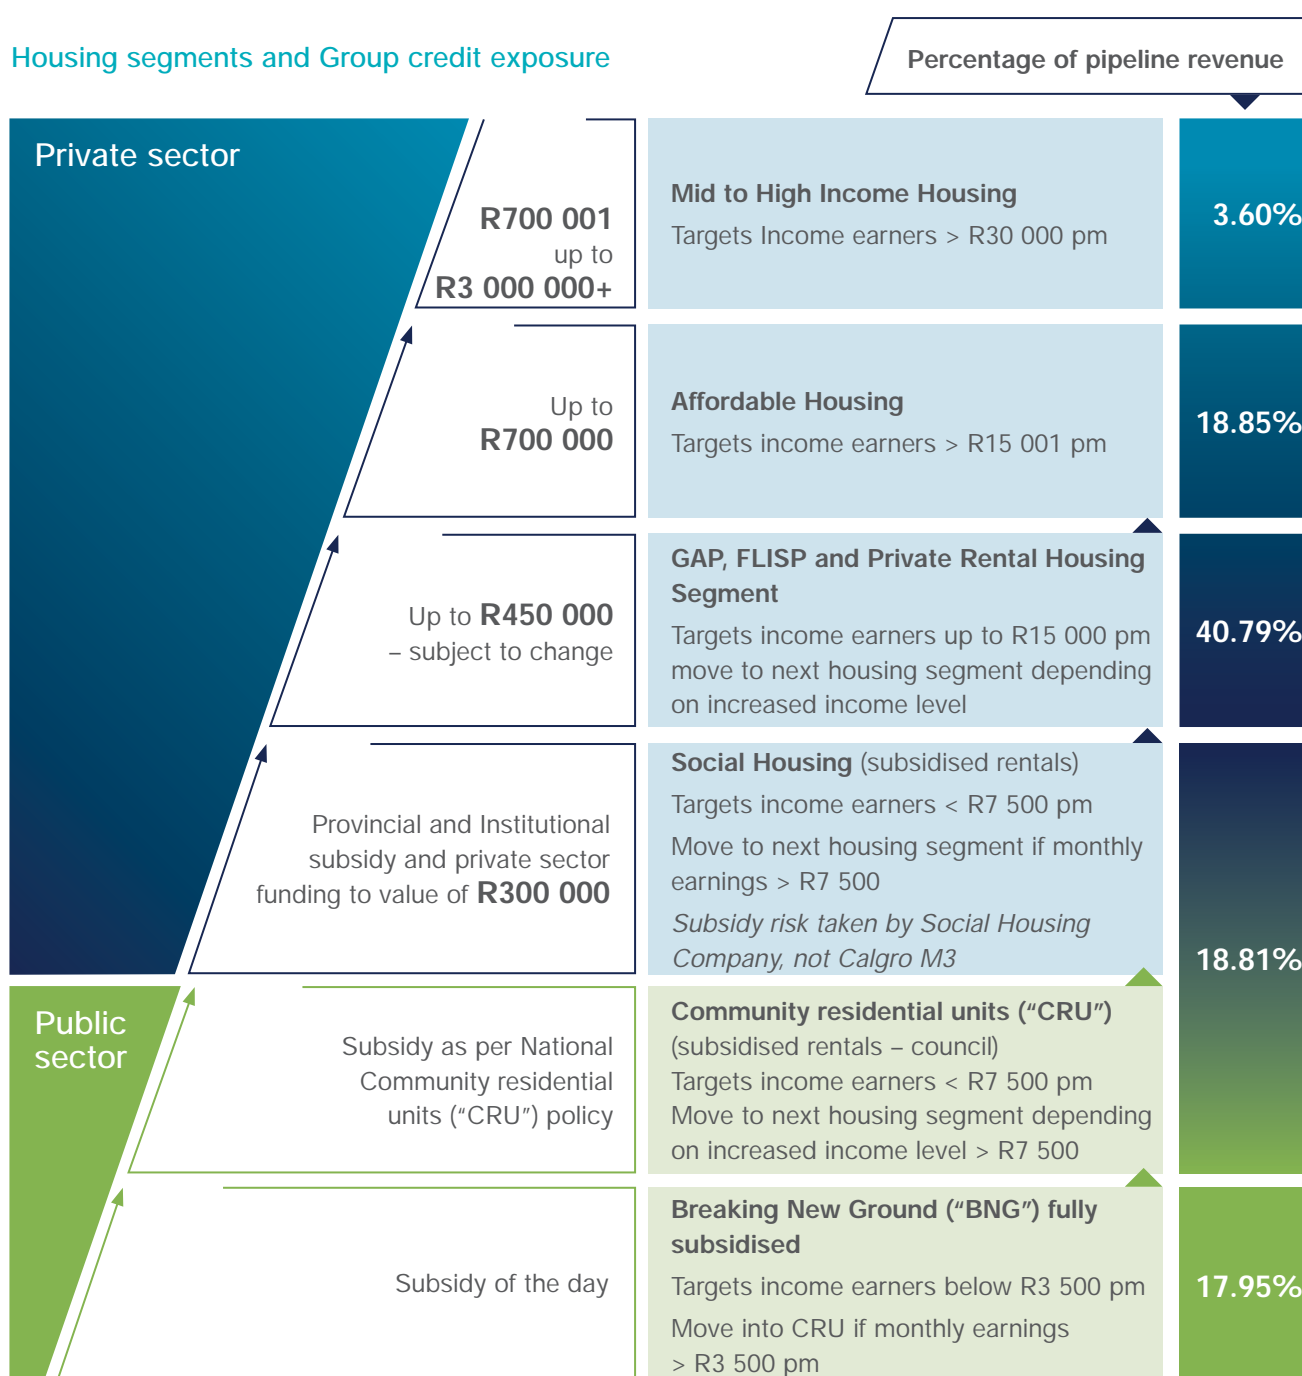 Housing segments and Group credit exposure
Percentage of pipeline revenue
Private sector
R700 001
up to
R3 000 000+
Mid to High Income Housing
Targets Income earners > R30 000 pm
3.60%
Up to
R700 000
Affordable Housing
Targets income earners > R15 001 pm
18.85%
Up to R450 000
– subject to change
GAP, FLISP and Private Rental Housing
Segment
Targets income earners up to R15 000 pm
move to next housing segment depending
on increased income level
40.79%
Provincial and Institutional
subsidy and private sector
funding to value of R300 000
Social Housing (subsidised rentals)
Targets income earners < R7 500 pm
Move to next housing segment if monthly
earnings > R7 500
Subsidy risk taken by Social Housing
Company, not Calgro M3
18.81%
Public
sector
Subsidy as per National
Community residential
units (“CRU”) policy
Community residential units (“CRU”)
(subsidised rentals – council)
Targets income earners < R7 500 pm
Move to next housing segment depending
on increased income level > R7 500
Subsidy of the day
Breaking New Ground (“BNG”) fully
subsidised
Targets income earners below R3 500 pm
Move into CRU if monthly earnings
> R3 500 pm
17.95%